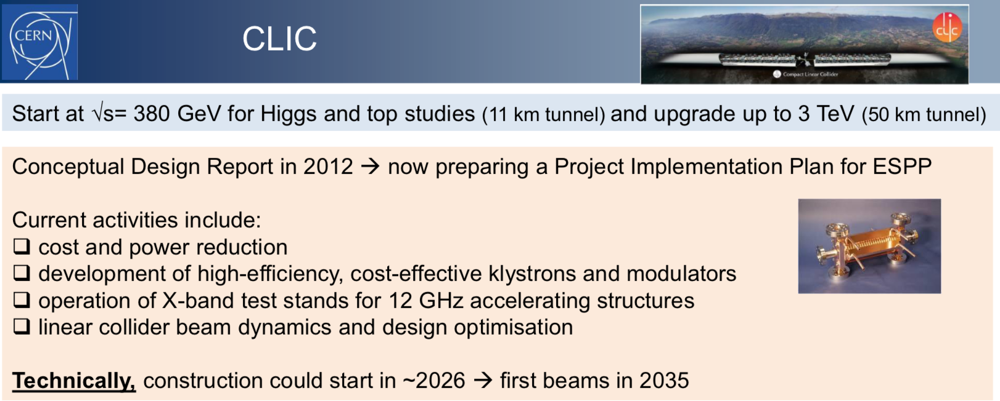 CERN
CLIC
clic
Compact Linear Collider
Start at √s= 380 GeV for Higgs and top studies (11 km tunnel) and upgrade up to 3 TeV (50 km tunnel)
Conceptual Design Report in 2012 → now preparing a Project Implementation Plan for ESPP
Current activities include:
❑ cost and power reduction
❑ development of high-efficiency, cost-effective klystrons and modulators
❑ operation of X-band test stands for 12 GHz accelerating structures
❑ linear collider beam dynamics and design optimisation
Technically, construction could start in ~2026 → first beams in 2035